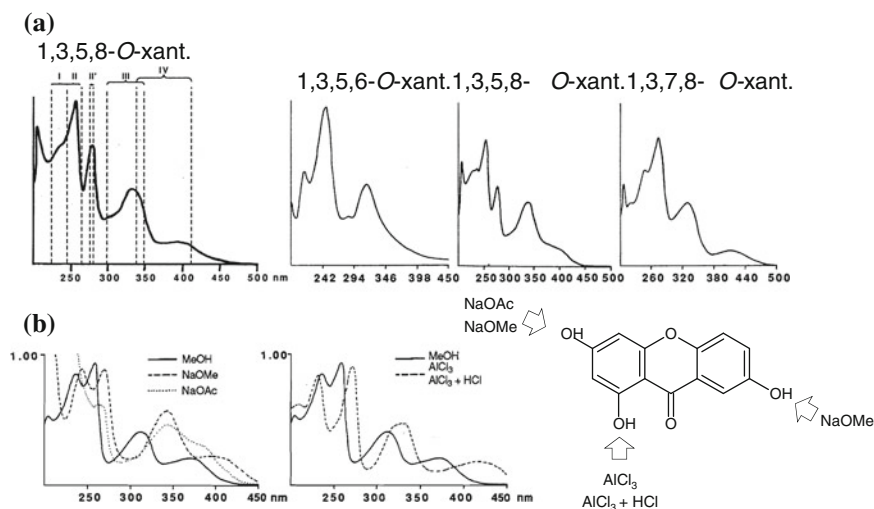 (a)
1,3,5,8-O-xant.
I II II' III IV
1,3,5,6-O-xant. 1,3,5,8- O-xant. 1,3,7,8- O-xant.
250 300 350 400 450 500 nm
242 294 346 398 450
200 250 300 350 400 450 500
200 260 320 380 440 500
(b)
1.00
MeOH
NaOMe
NaOAc
250 300 350 400 450
1.00
MeOH
AlCl3
AlCl3 + HCl
250 300 350 400 450
nm
NaOAc
NaOMe
OH
O
OH
NaOMe
OH O
AlCl3
AlCl3 + HCl